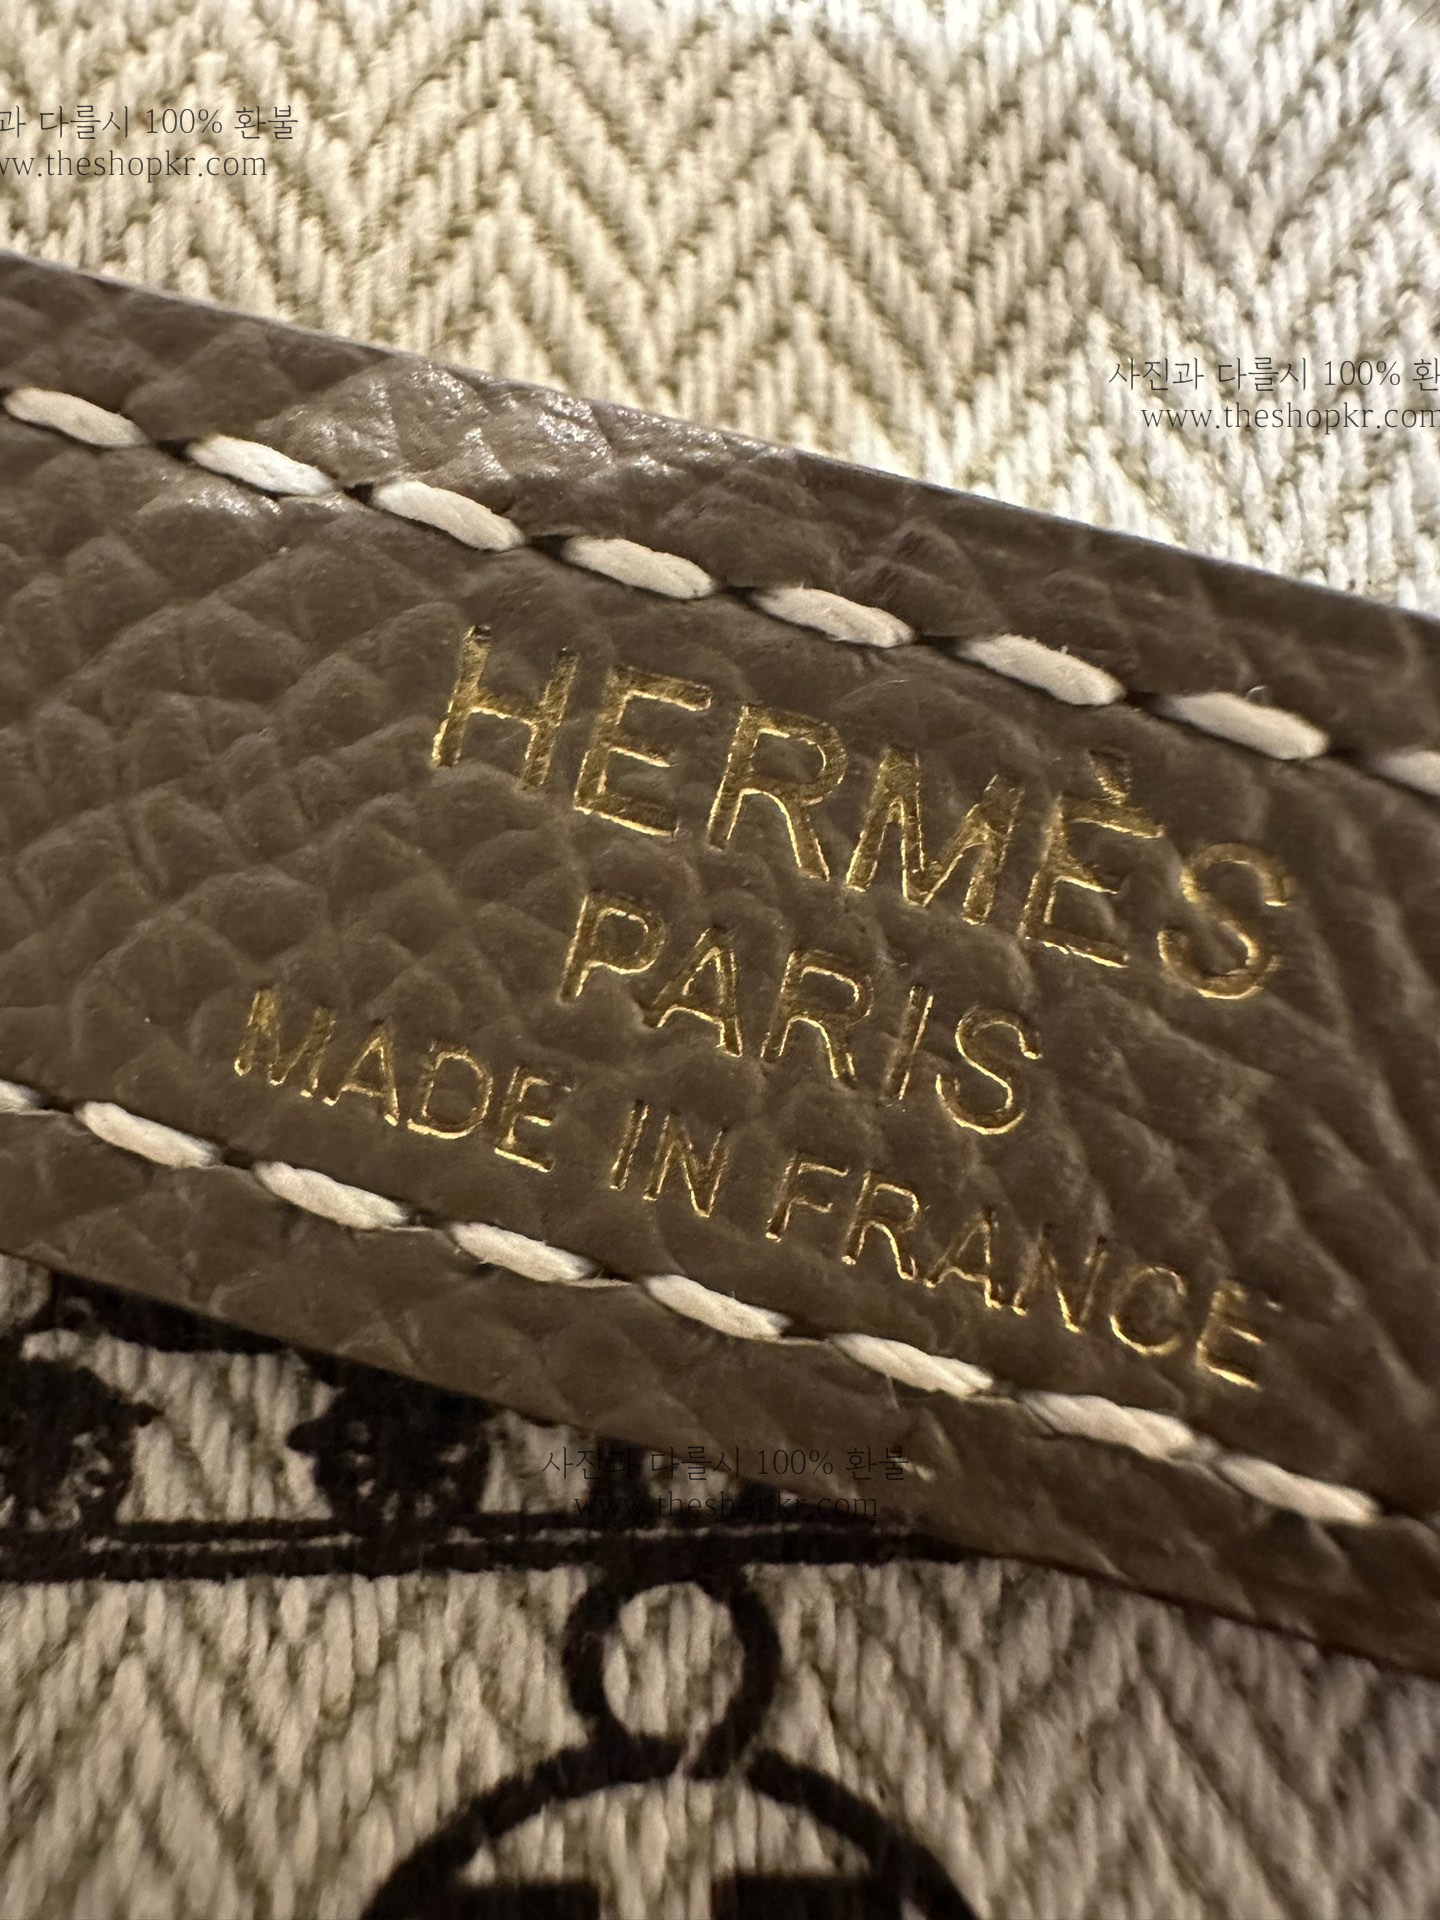 과 다를시 100% 환불
ww.theshopkr.com
사진과 다를시 100% 환
www.theshopkr.com
HERMÈS
PARIS
MADE IN FRANCE
사진과 다를시 100% 환불
www.theshopkr.com